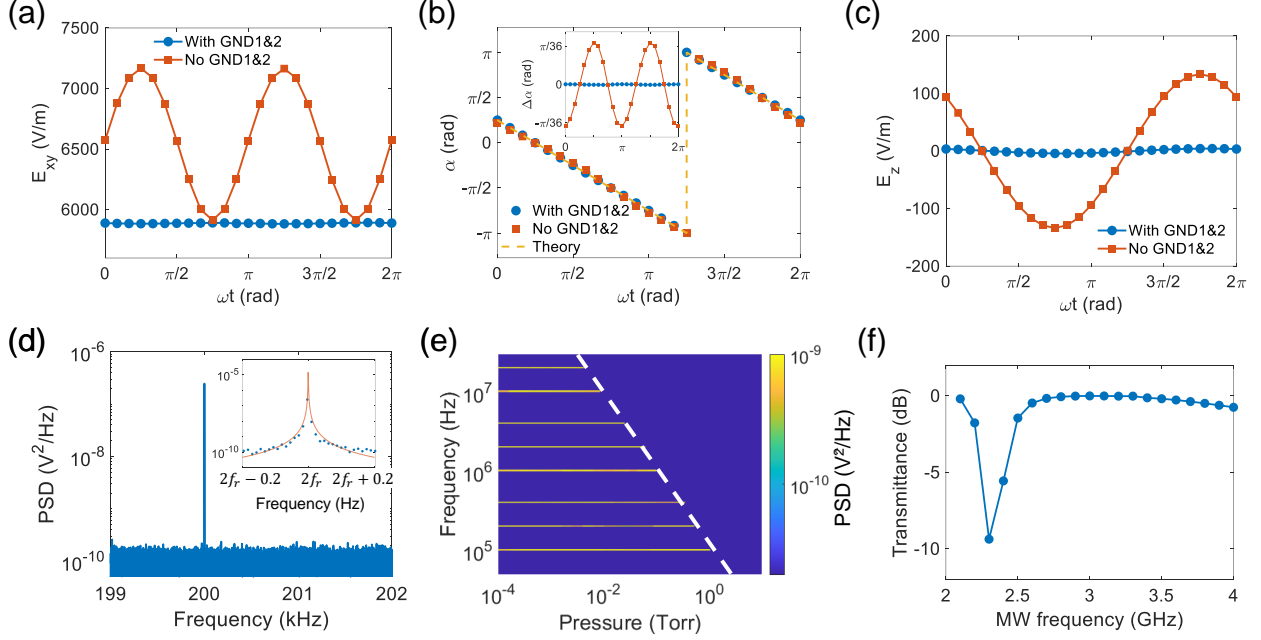 (a)
7500
7000
6500
6000
E_xy (V/m)
With GND1&2
No GND1&2
0
π/2
π
3π/2
2π
ωt (rad)
(b)
π
π/2
0
-π/2
-π
α (rad)
π/36
0
-π/36
Δα (rad)
0
π
2π
With GND1&2
No GND1&2
Theory
0
π/2
π
3π/2
2π
ωt (rad)
(c)
200
100
0
-100
-200
E_z (V/m)
With GND1&2
No GND1&2
0
π/2
π
3π/2
2π
ωt (rad)
(d)
10^-6
10^-8
10^-10
PSD (V^2/Hz)
10^-5
10^-10
2f_r − 0.2
2f_r
2f_r + 0.2
Frequency (Hz)
199
200
201
202
Frequency (kHz)
(e)
10^7
10^6
10^5
Frequency (Hz)
10^-4
10^-2
10^0
Pressure (Torr)
10^-9
10^-10
PSD (V²/Hz)
(f)
0
-5
-10
Transmittance (dB)
2
2.5
3
3.5
4
MW frequency (GHz)